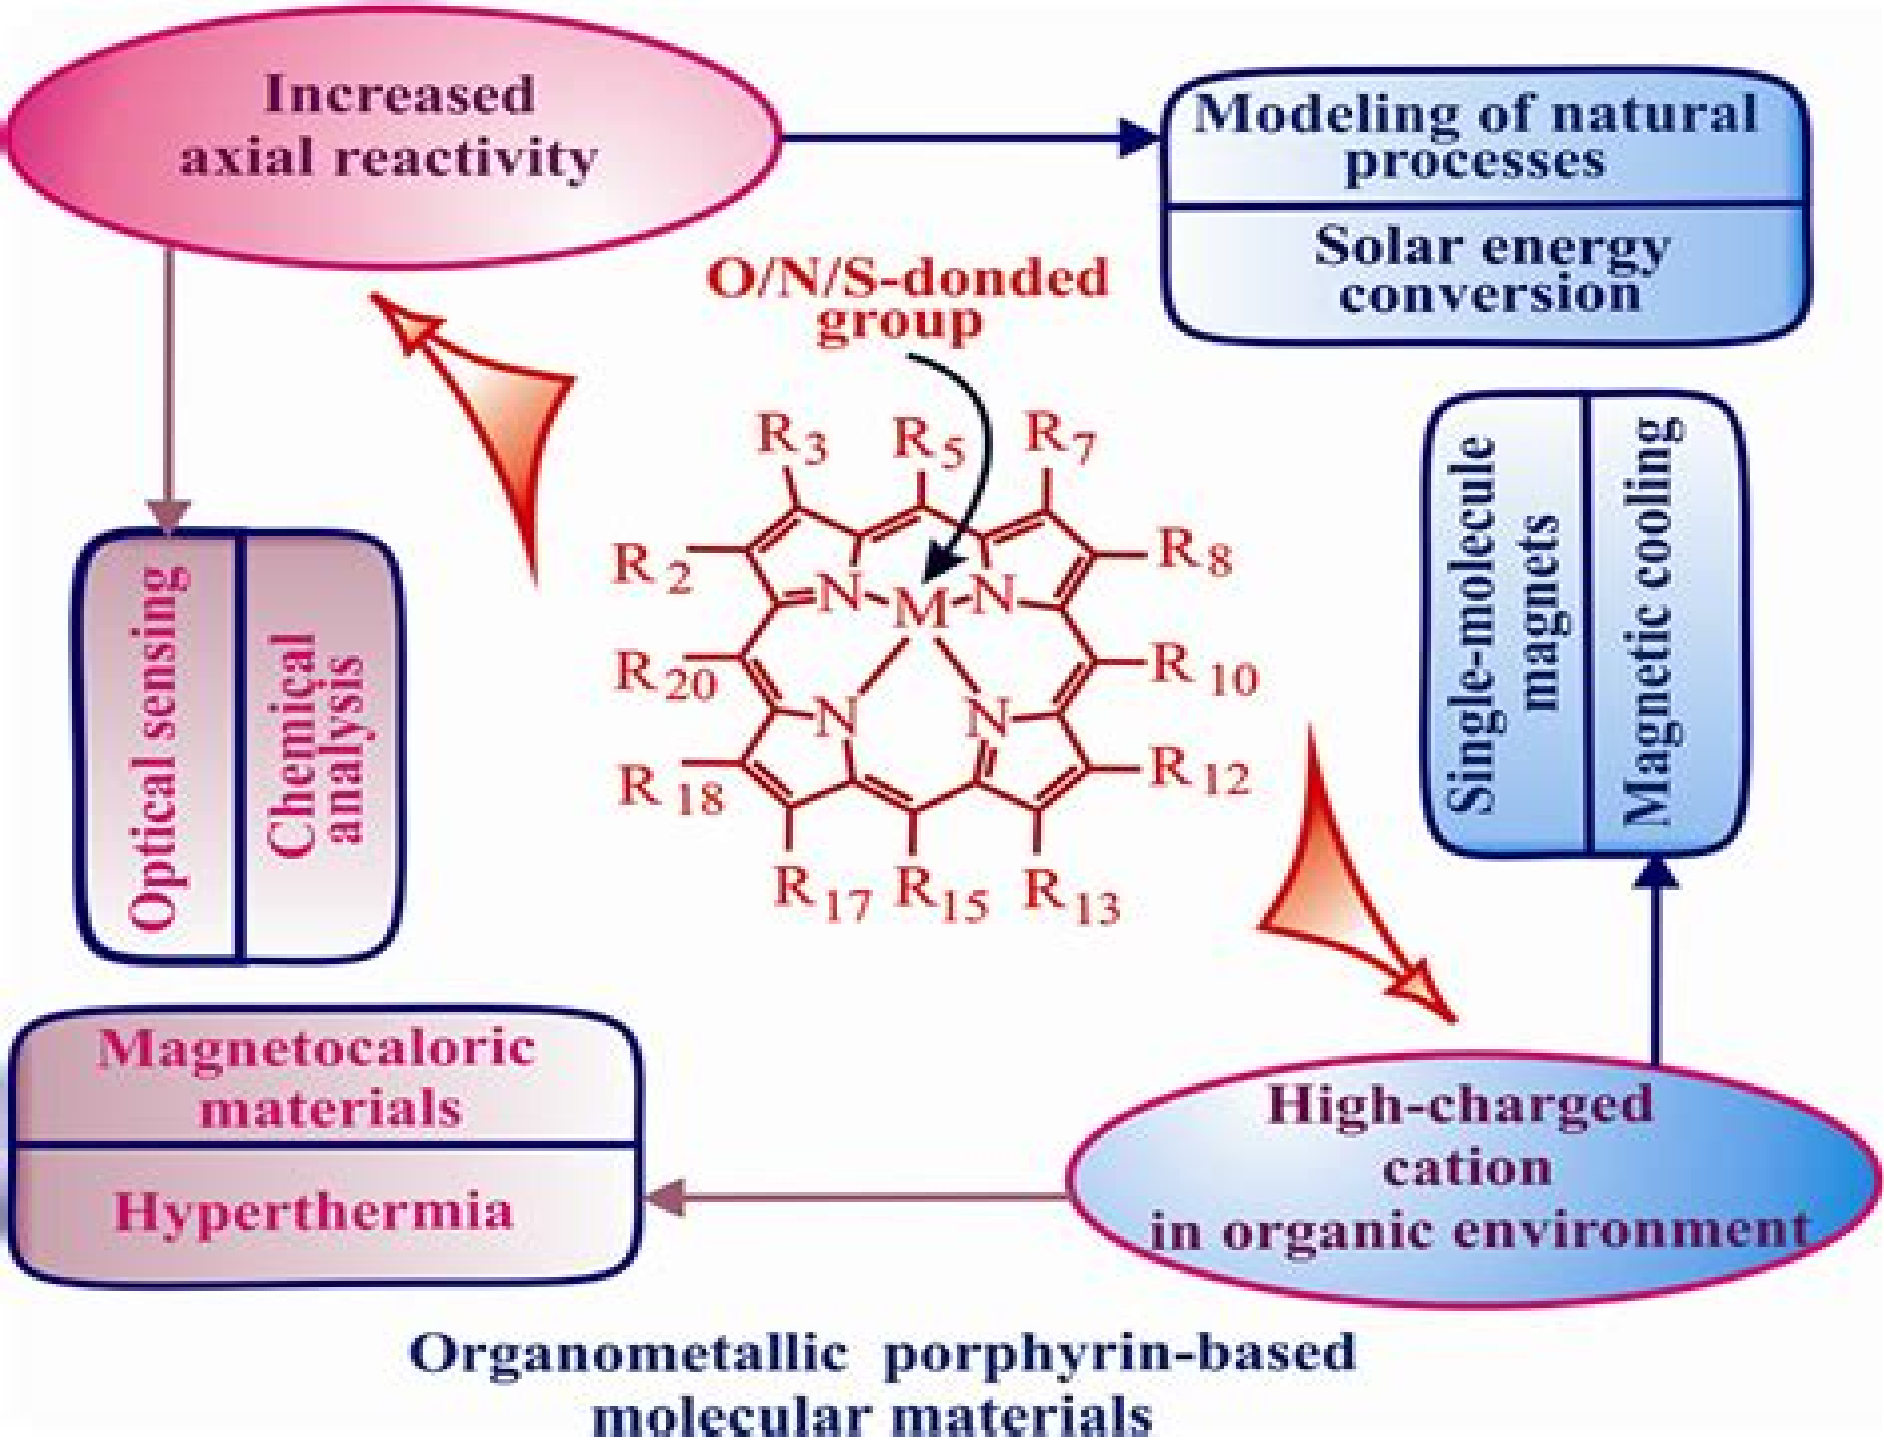 Increased
axial reactivity
Modeling of natural
processes
Solar energy
conversion
O/N/S-donded
group
R3
R5
R7
R2
R8
N
M
N
R20
R10
N
N
R18
R12
R17
R15
R13
Optical sensing
Chemical
analysis
Single-molecule
magnets
Magnetic cooling
Magnetocaloric
materials
Hyperthermia
High-charged
cation
in organic environment
Organometallic porphyrin-based
molecular materials